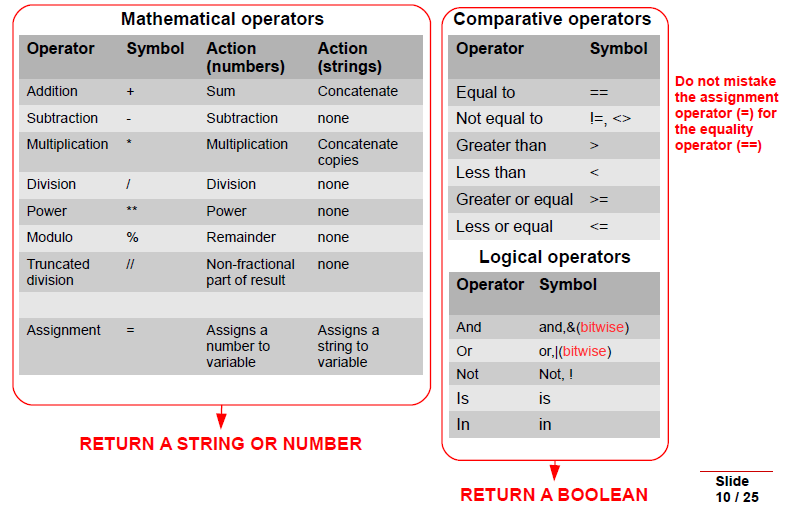 Mathematical operators
Operator Symbol Action (numbers) Action (strings)
Addition + Sum Concatenate
Subtraction - Subtraction none
Multiplication * Multiplication Concatenate copies
Division / Division none
Power ** Power none
Modulo % Remainder none
Truncated division // Non-fractional part of result none
Assignment = Assigns a number to variable Assigns a string to variable
RETURN A STRING OR NUMBER
Comparative operators
Operator Symbol
Equal to ==
Not equal to !=, <>
Greater than >
Less than <
Greater or equal >=
Less or equal <=
Logical operators
Operator Symbol
And and,&(bitwise)
Or or,|(bitwise)
Not Not, !
Is is
In in
RETURN A BOOLEAN
Do not mistake
the assignment
operator (=) for
the equality
operator (==)
Slide
10 / 25